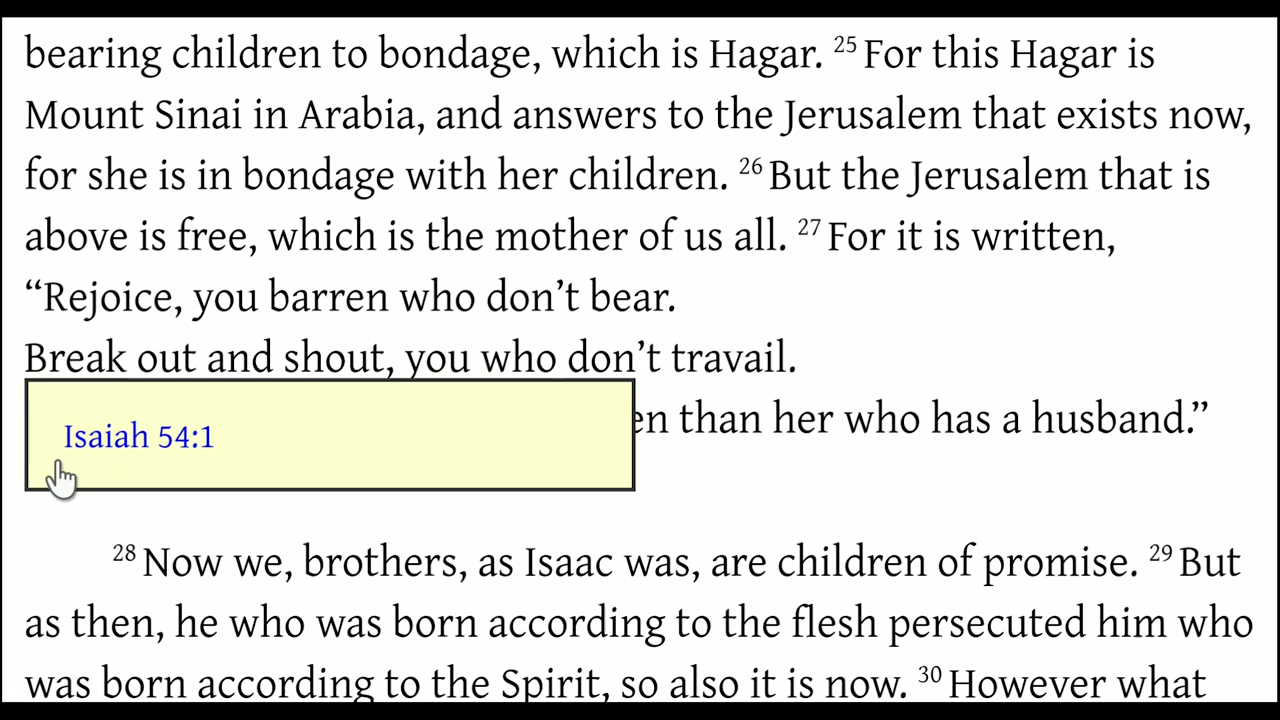 bearing children to bondage, which is Hagar. 25 For this Hagar is
Mount Sinai in Arabia, and answers to the Jerusalem that exists now,
for she is in bondage with her children. 26 But the Jerusalem that is
above is free, which is the mother of us all. 27 For it is written,
“Rejoice, you barren who don’t bear.
Break out and shout, you who don’t travail.
than her who has a husband.”
Isaiah 54:1
28 Now we, brothers, as Isaac was, are children of promise. 29 But
as then, he who was born according to the flesh persecuted him who
was born according to the Spirit, so also it is now. 30 However what